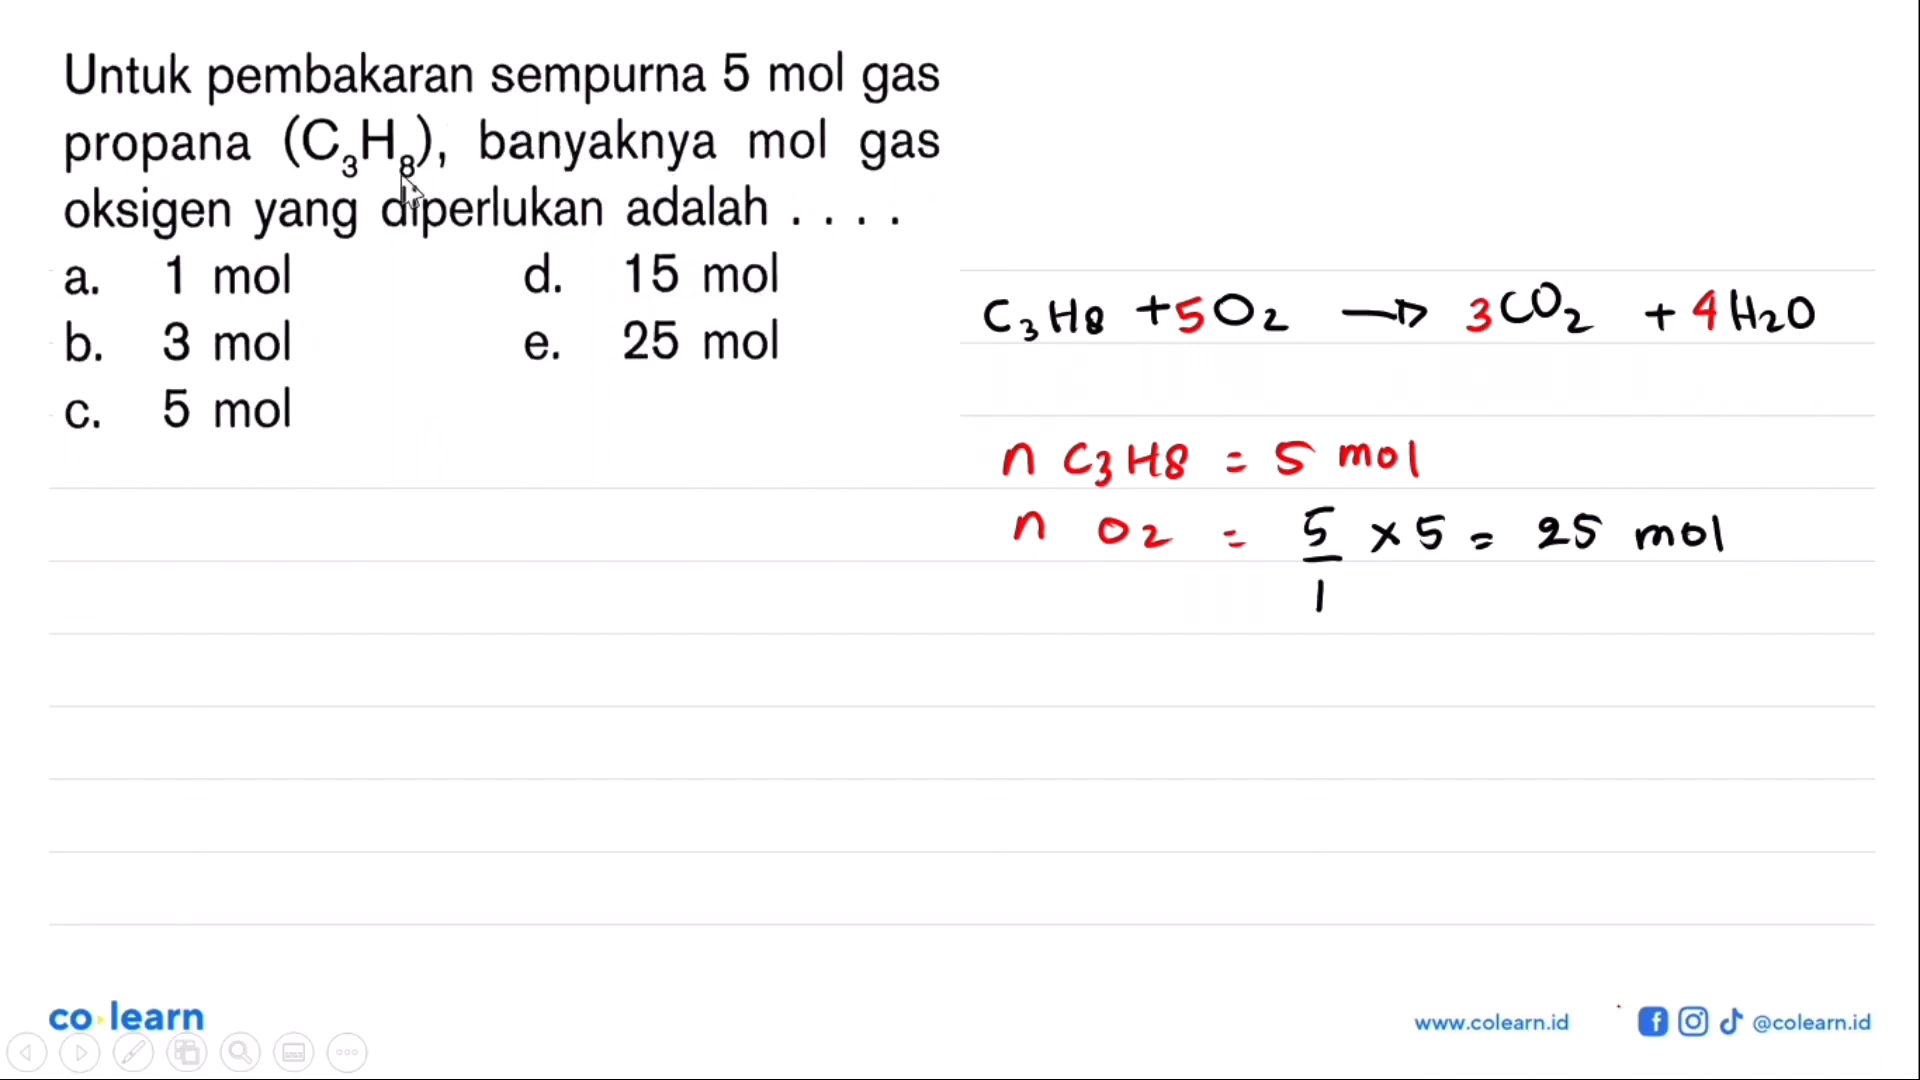 Untuk pembakaran sempurna 5 mol gas
propana (C₃H₈), banyaknya mol gas
oksigen yang diperlukan adalah . . . .
a. 1 mol
b. 3 mol
c. 5 mol
d. 15 mol
e. 25 mol
C₃H₈ + 5O₂ → 3CO₂ + 4H₂O
n C₃H₈ = 5 mol
n O₂ = 5/1 × 5 = 25 mol
co learn
www.colearn.id
@colearn.id